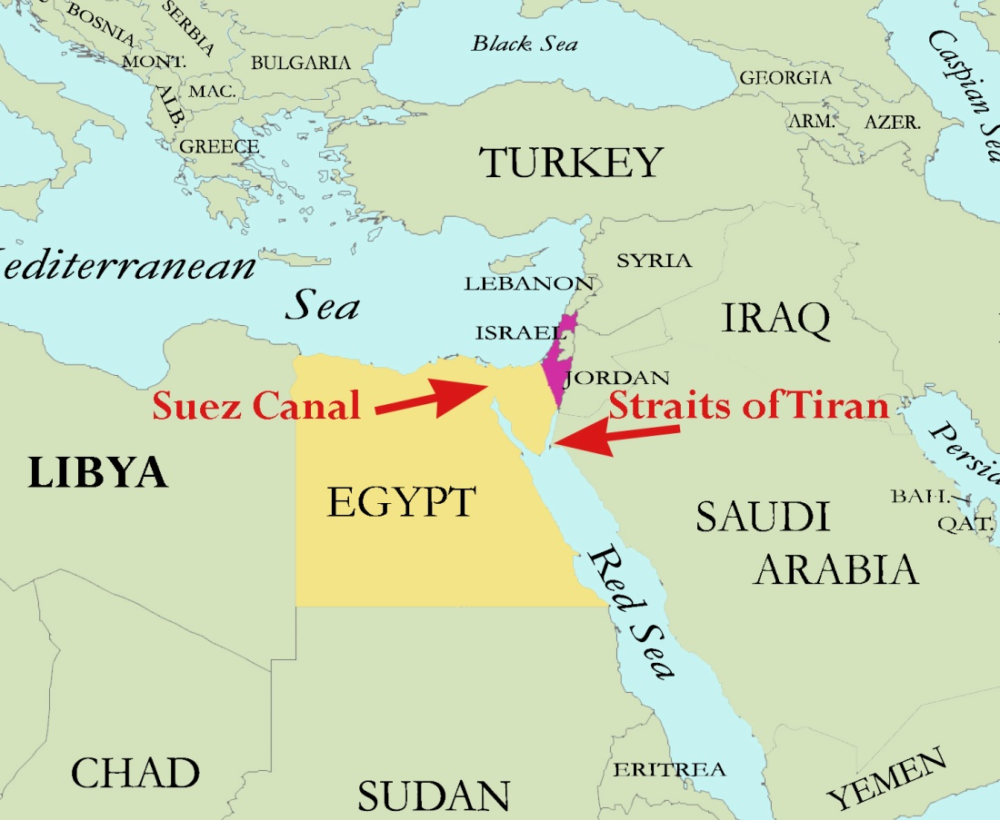 BOSNIA
SERBIA
Black Sea
Caspian Sea
MONT.
BULGARIA
GEORGIA
ALB.
MAC.
ARM.
AZER.
GREECE
TURKEY
editerranean
Sea
SYRIA
LEBANON
IRAQ
ISRAEL
JORDAN
Suez Canal
Straits of Tiran
Persia
LIBYA
EGYPT
BAH.
QAT.
SAUDI
ARABIA
Red Sea
CHAD
SUDAN
ERITREA
YEMEN